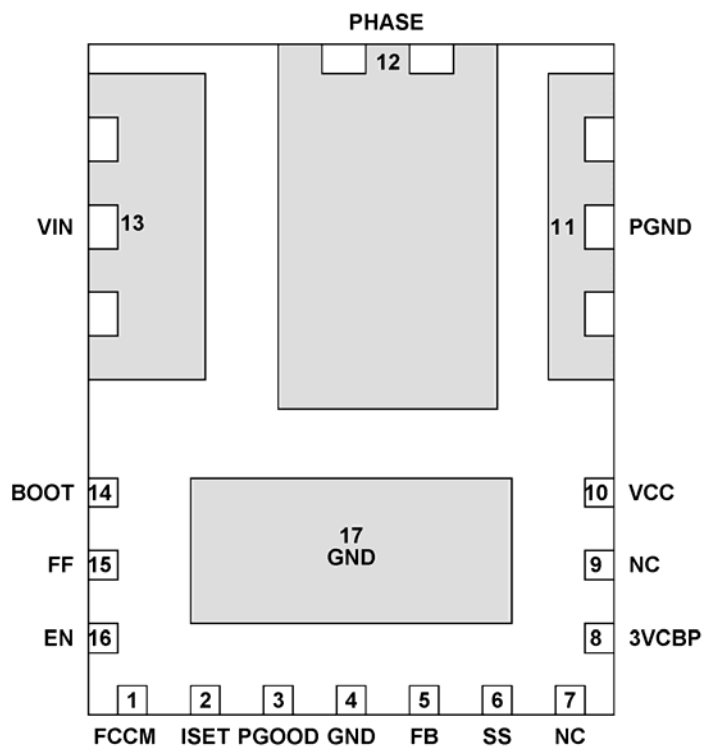 PHASE
12
VIN
13
11
PGND
BOOT
14
10
VCC
17
GND
FF
15
9
NC
EN
16
8
3VCBP
1
2
3
4
5
6
7
FCCM
ISET
PGOOD
GND
FB
SS
NC